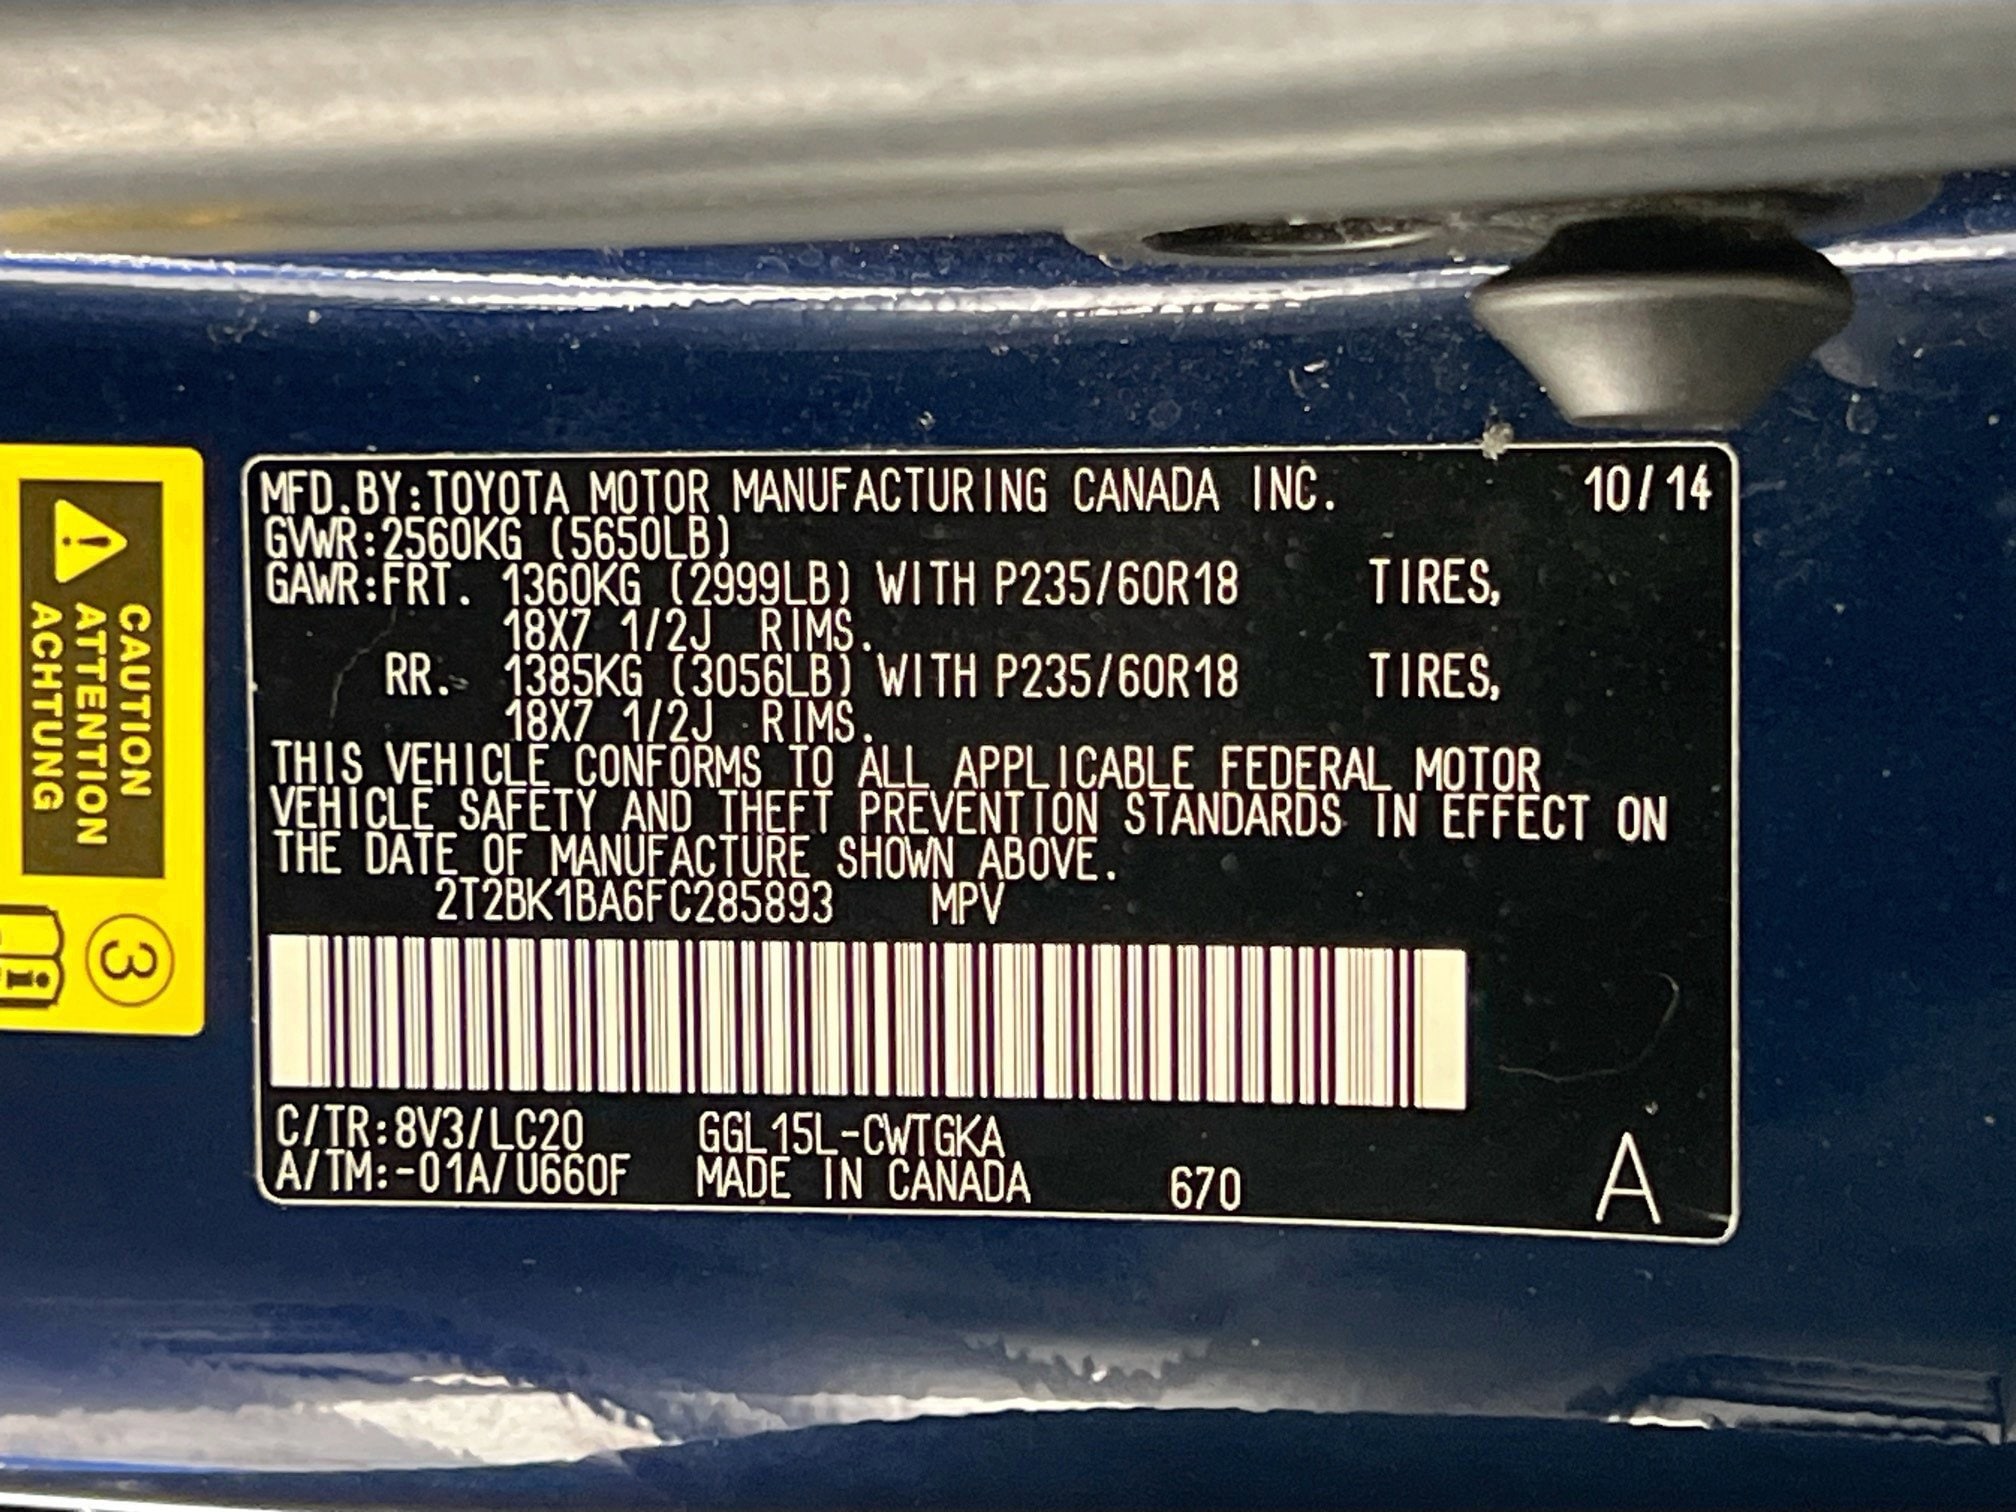 MFD.BY:TOYOTA MOTOR MANUFACTURING CANADA INC. 10/14
GVWR:2560KG (5650LB)
GAWR:FRT. 1360KG (2999LB) WITH P235/60R18 TIRES,
18X7 1/2J RIMS.
RR. 1385KG (3056LB) WITH P235/60R18 TIRES,
18X7 1/2J RIMS.
THIS VEHICLE CONFORMS TO ALL APPLICABLE FEDERAL MOTOR
VEHICLE SAFETY AND THEFT PREVENTION STANDARDS IN EFFECT ON
THE DATE OF MANUFACTURE SHOWN ABOVE.
2T2BK1BA6FC285893 MPV
C/TR:8V3/LC20 GGL15L-CWTGKA
A/TM:-01A/U660F MADE IN CANADA 670 A
CAUTION
ATTENTION
ACHTUNG
3
i